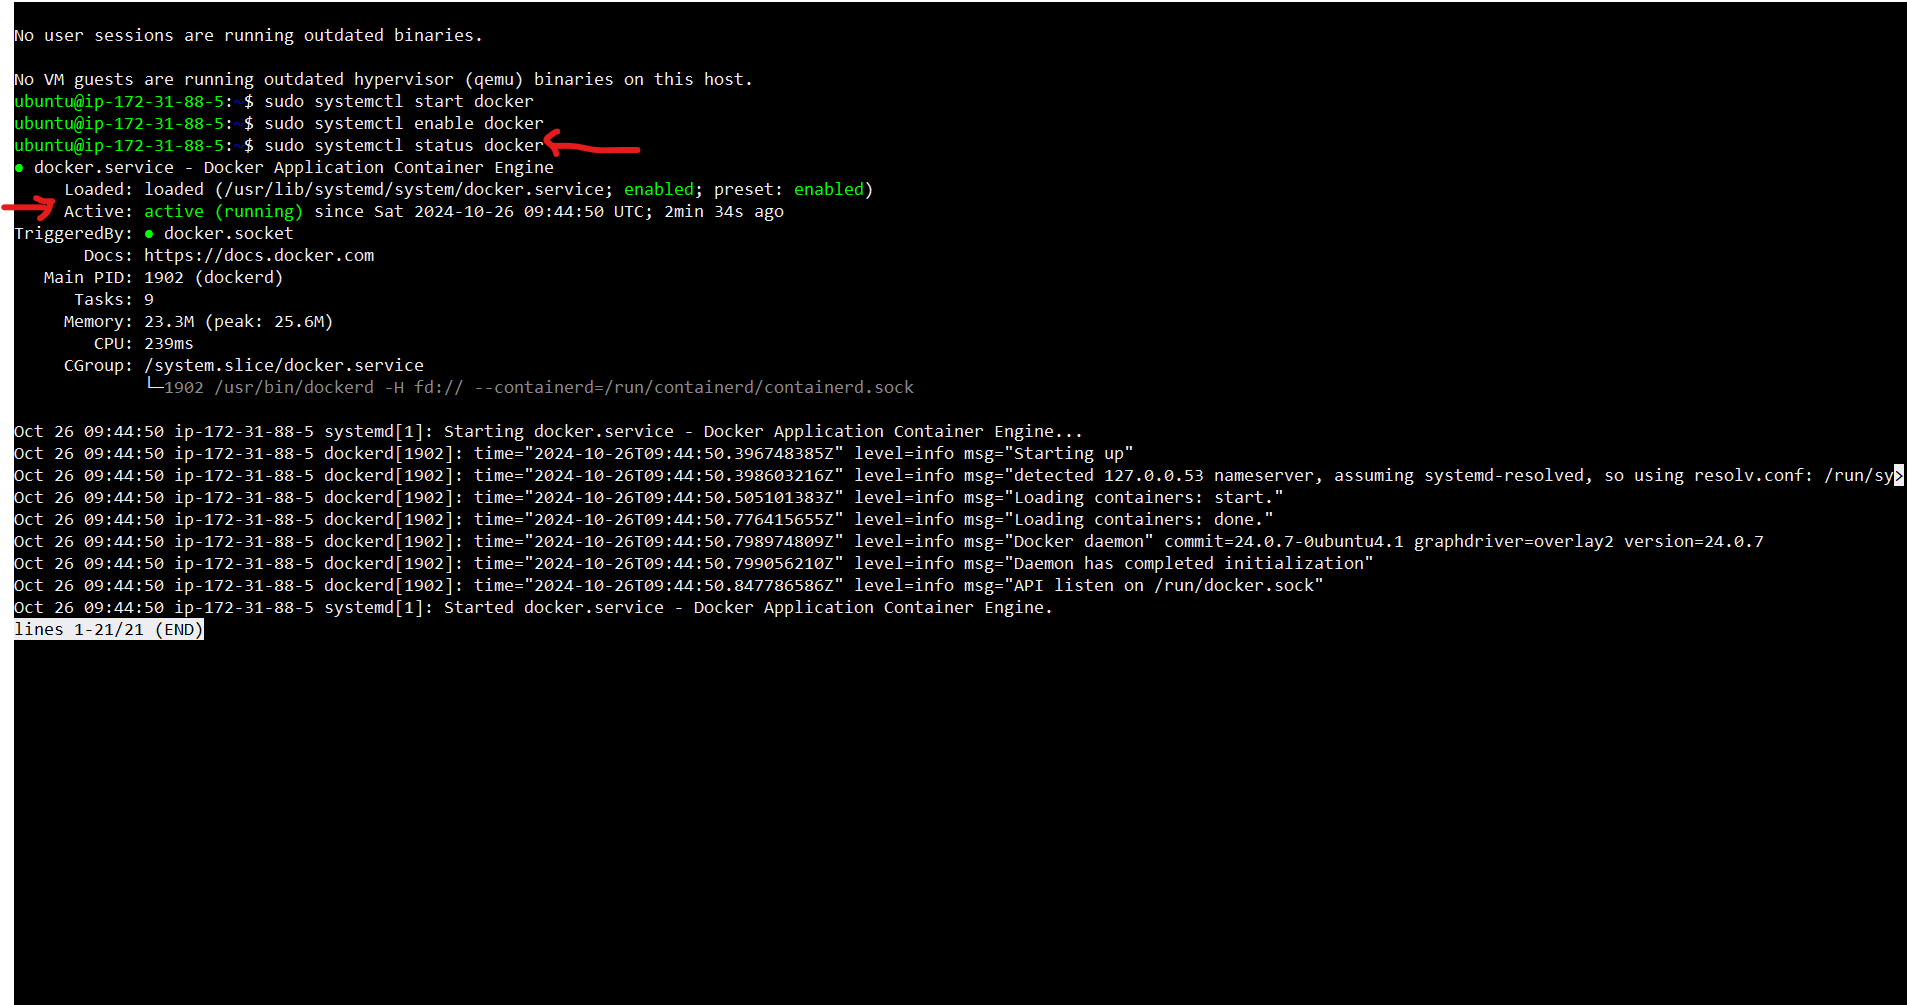 No user sessions are running outdated binaries.
No VM guests are running outdated hypervisor (qemu) binaries on this host.
ubuntu@ip-172-31-88-5:~$ sudo systemctl start docker
ubuntu@ip-172-31-88-5:~$ sudo systemctl enable docker
ubuntu@ip-172-31-88-5:~$ sudo systemctl status docker
● docker.service - Docker Application Container Engine
Loaded: loaded (/usr/lib/systemd/system/docker.service; enabled; preset: enabled)
Active: active (running) since Sat 2024-10-26 09:44:50 UTC; 2min 34s ago
TriggeredBy: ● docker.socket
Docs: https://docs.docker.com
Main PID: 1902 (dockerd)
Tasks: 9
Memory: 23.3M (peak: 25.6M)
CPU: 239ms
CGroup: /system.slice/docker.service
└─1902 /usr/bin/dockerd -H fd:// --containerd=/run/containerd/containerd.sock
Oct 26 09:44:50 ip-172-31-88-5 systemd[1]: Starting docker.service - Docker Application Container Engine...
Oct 26 09:44:50 ip-172-31-88-5 dockerd[1902]: time="2024-10-26T09:44:50.396748385Z" level=info msg="Starting up"
Oct 26 09:44:50 ip-172-31-88-5 dockerd[1902]: time="2024-10-26T09:44:50.398603216Z" level=info msg="detected 127.0.0.53 nameserver, assuming systemd-resolved, so using resolv.conf: /run/sy>
Oct 26 09:44:50 ip-172-31-88-5 dockerd[1902]: time="2024-10-26T09:44:50.505101383Z" level=info msg="Loading containers: start."
Oct 26 09:44:50 ip-172-31-88-5 dockerd[1902]: time="2024-10-26T09:44:50.776415655Z" level=info msg="Loading containers: done."
Oct 26 09:44:50 ip-172-31-88-5 dockerd[1902]: time="2024-10-26T09:44:50.798974809Z" level=info msg="Docker daemon" commit=24.0.7-0ubuntu4.1 graphdriver=overlay2 version=24.0.7
Oct 26 09:44:50 ip-172-31-88-5 dockerd[1902]: time="2024-10-26T09:44:50.799056210Z" level=info msg="Daemon has completed initialization"
Oct 26 09:44:50 ip-172-31-88-5 dockerd[1902]: time="2024-10-26T09:44:50.847786586Z" level=info msg="API listen on /run/docker.sock"
Oct 26 09:44:50 ip-172-31-88-5 systemd[1]: Started docker.service - Docker Application Container Engine.
lines 1-21/21 (END)